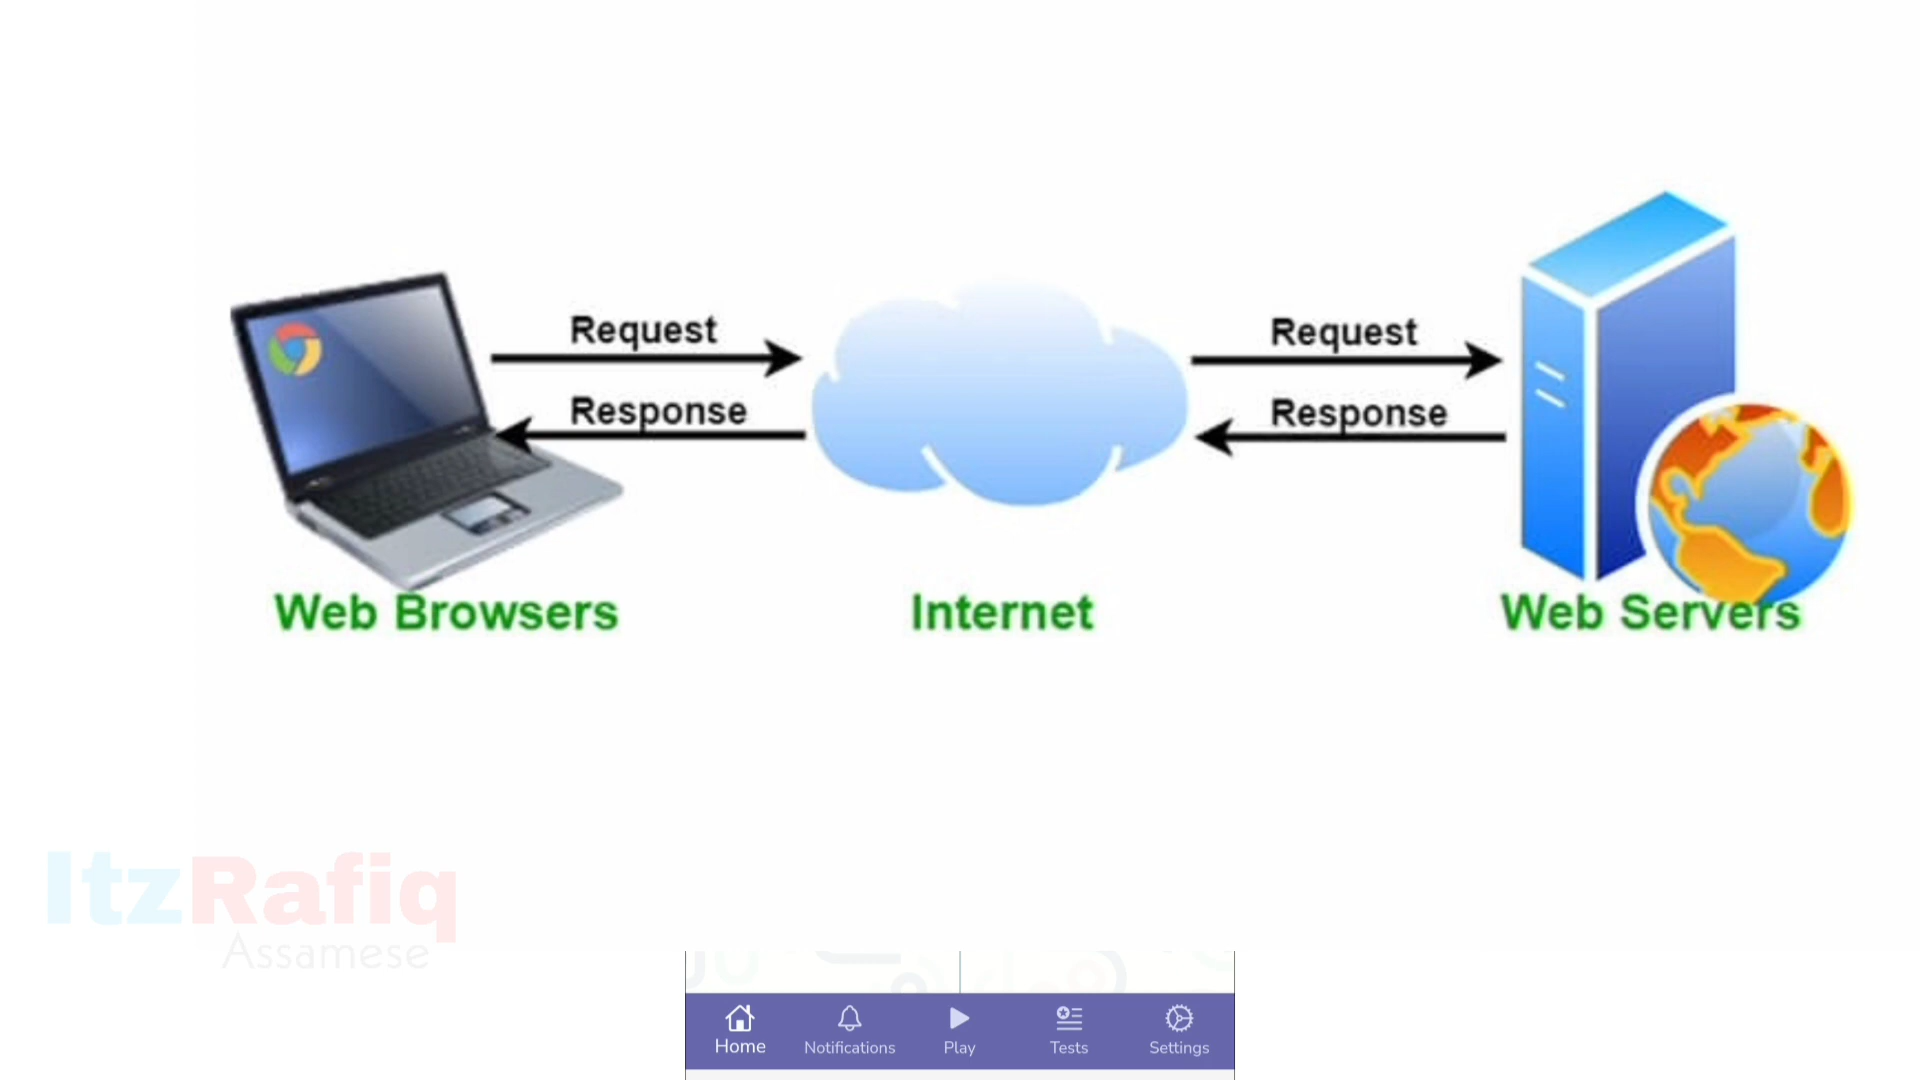 Request
Request
Response
Response
Web Browsers
Internet
Web Servers
ItzRafiq
Assamese
Home
Notifications
Play
Tests
Settings